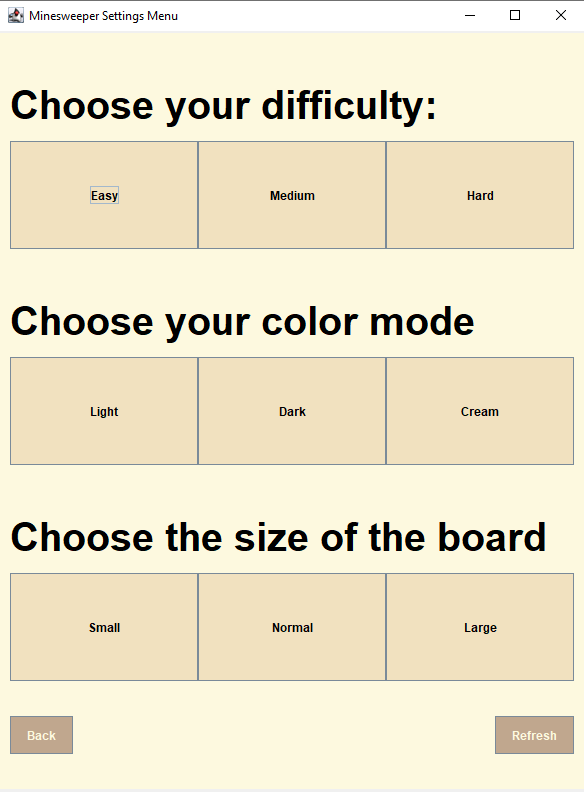 Minesweeper Settings Menu
Choose your difficulty:
Easy Medium Hard
Choose your color mode
Light Dark Cream
Choose the size of the board
Small Normal Large
Back Refresh